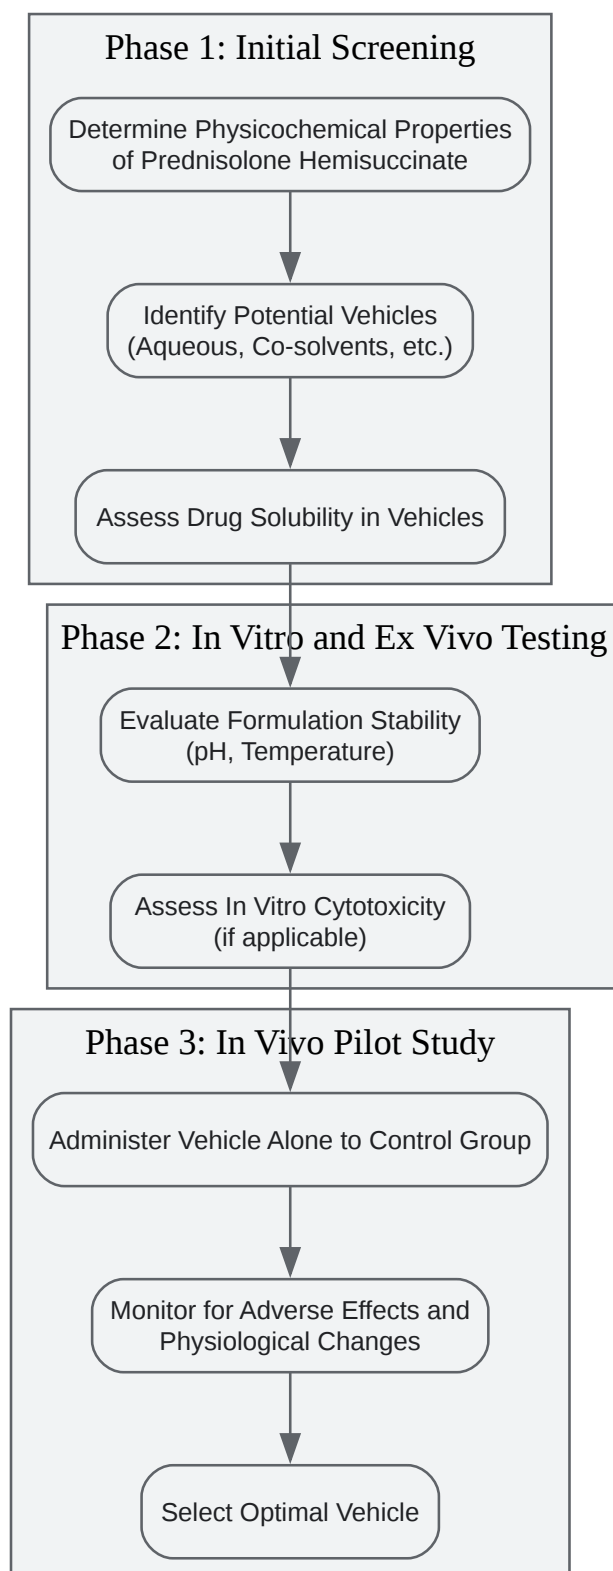 Phase 1: Initial Screening
Determine Physicochemical Properties
of Prednisolone Hemisuccinate
Identify Potential Vehicles
(Aqueous, Co-solvents, etc.)
Assess Drug Solubility in Vehicles
Phase 2: In Vitro and Ex Vivo Testing
Evaluate Formulation Stability
(pH, Temperature)
Assess In Vitro Cytotoxicity
(if applicable)
Phase 3: In Vivo Pilot Study
Administer Vehicle Alone to Control Group
Monitor for Adverse Effects and
Physiological Changes
Select Optimal Vehicle